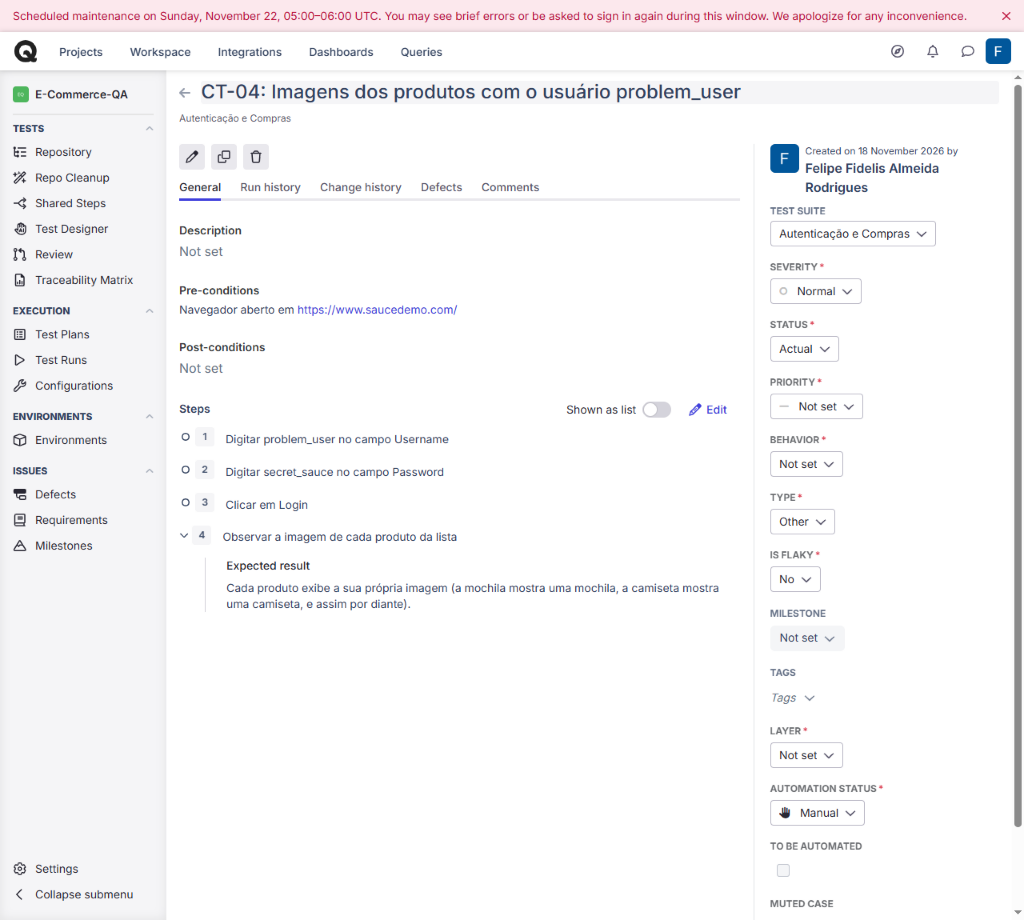 Scheduled maintenance on Sunday, November 22, 05:00–06:00 UTC. You may see brief errors or be asked to sign in again during this window. We apologize for any inconvenience.
Projects
Workspace
Integrations
Dashboards
Queries
F
E-Commerce-QA
TESTS
Repository
Repo Cleanup
Shared Steps
Test Designer
Review
Traceability Matrix
EXECUTION
Test Plans
Test Runs
Configurations
ENVIRONMENTS
Environments
ISSUES
Defects
Requirements
Milestones
Settings
Collapse submenu
CT-04: Imagens dos produtos com o usuário problem_user
Autenticação e Compras
General
Run history
Change history
Defects
Comments
Description
Not set
Pre-conditions
Navegador aberto em https://www.saucedemo.com/
Post-conditions
Not set
Steps
Shown as list
Edit
1 Digitar problem_user no campo Username
2 Digitar secret_sauce no campo Password
3 Clicar em Login
4 Observar a imagem de cada produto da lista
Expected result
Cada produto exibe a sua própria imagem (a mochila mostra uma mochila, a camiseta mostra
uma camiseta, e assim por diante).
F
Created on 18 November 2026 by
Felipe Fidelis Almeida
Rodrigues
TEST SUITE
Autenticação e Compras
SEVERITY*
Normal
STATUS*
Actual
PRIORITY*
Not set
BEHAVIOR*
Not set
TYPE*
Other
IS FLAKY*
No
MILESTONE
Not set
TAGS
Tags
LAYER*
Not set
AUTOMATION STATUS*
Manual
TO BE AUTOMATED
MUTED CASE